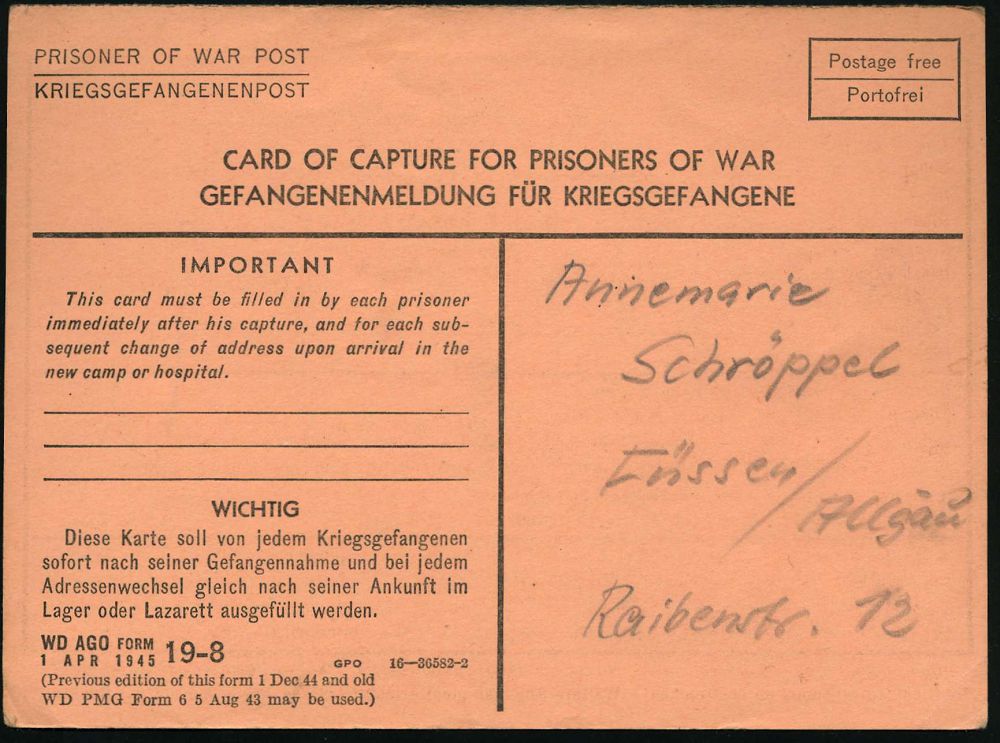 PRISONER OF WAR POST
KRIEGSGEFANGENENPOST
Postage free
Portofrei
CARD OF CAPTURE FOR PRISONERS OF WAR
GEFANGENENMELDUNG FÜR KRIEGSGEFANGENE
IMPORTANT
This card must be filled in by each prisoner
immediately after his capture, and for each sub-
sequent change of address upon arrival in the
new camp or hospital.
WICHTIG
Diese Karte soll von jedem Kriegsgefangenen
sofort nach seiner Gefangennahme und bei jedem
Adressenwechsel gleich nach seiner Ankunft im
Lager oder Lazarett ausgefüllt werden.
WD AGO FORM 19-8
1 APR 1945
GPO 16—36582-2
(Previous edition of this form 1 Dec 44 and old
WD PMG Form 6 5 Aug 43 may be used.)
Annemarie
Schröppel
Füssen/
Allgäu
Raibenstr. 12